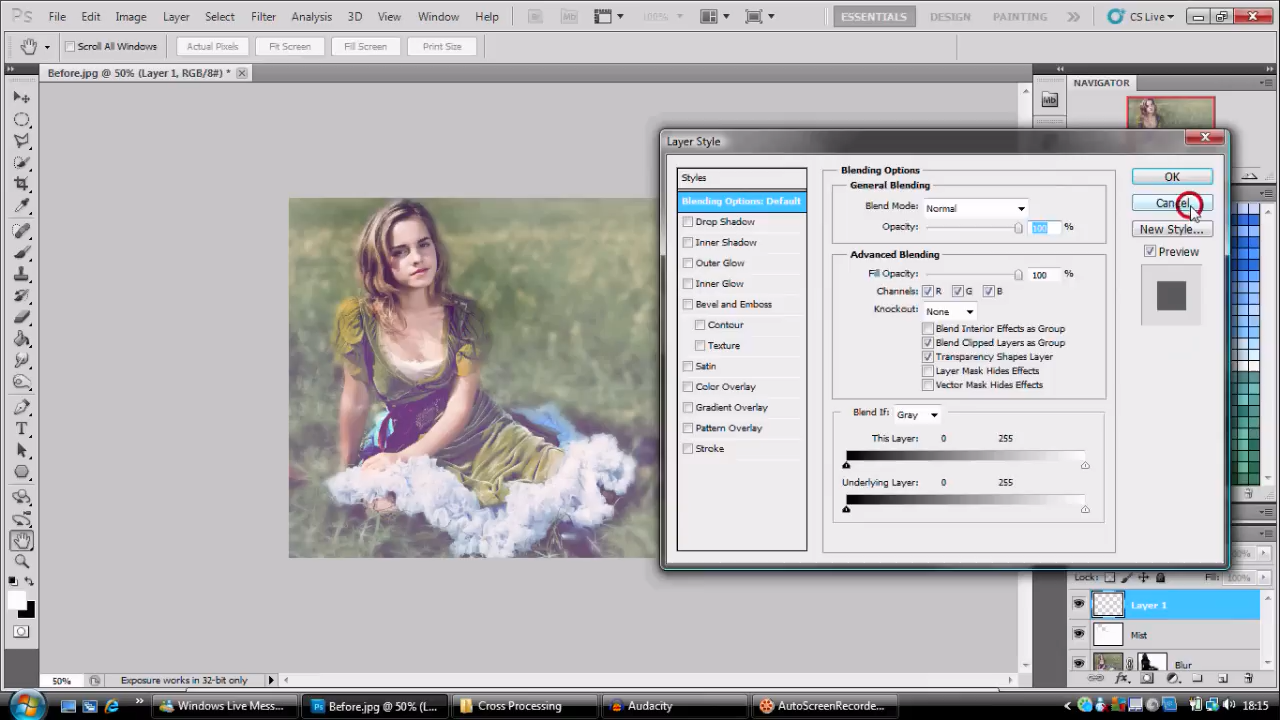 Ps File Edit Image Layer Select Filter Analysis 3D View Window Help 100% ESSENTIALS DESIGN PAINTING CS Live
Scroll All Windows Actual Pixels Fit Screen Fill Screen Print Size
Before.jpg @ 50% (Layer 1, RGB/8#) *
NAVIGATOR
Mb
Layer Style
Styles
Blending Options: Default
Drop Shadow
Inner Shadow
Outer Glow
Inner Glow
Bevel and Emboss
Contour
Texture
Satin
Color Overlay
Gradient Overlay
Pattern Overlay
Stroke
Blending Options
General Blending
Blend Mode: Normal
Opacity: 100 %
Advanced Blending
Fill Opacity: 100 %
Channels: R G B
Knockout: None
Blend Interior Effects as Group
Blend Clipped Layers as Group
Transparency Shapes Layer
Layer Mask Hides Effects
Vector Mask Hides Effects
Blend If: Gray
This Layer: 0 255
Underlying Layer: 0 255
OK
Cancel
New Style...
Preview
Lock: Fill: 100%
Layer 1
Mist
Blur
50% Exposure works in 32-bit only
Windows Live Mess... Before.jpg @ 50% (L... Cross Processing Audacity AutoScreenRecorde... 18:15